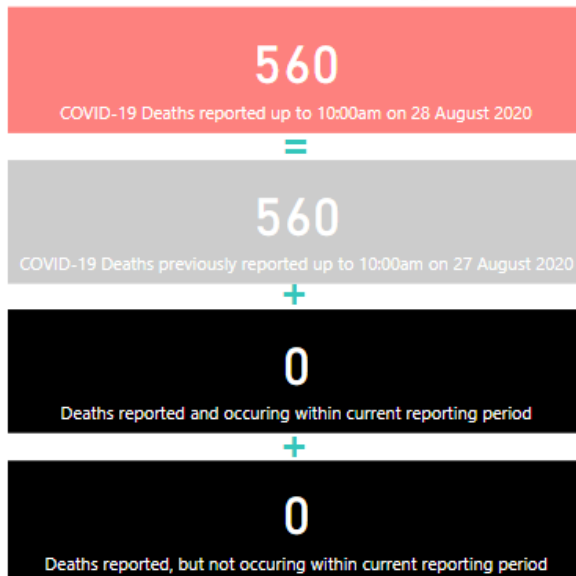 560
COVID-19 Deaths reported up to 10:00am on 28 August 2020
=
560
COVID-19 Deaths previously reported up to 10:00am on 27 August 2020
+
0
Deaths reported and occuring within current reporting period
+
0
Deaths reported, but not occuring within current reporting period